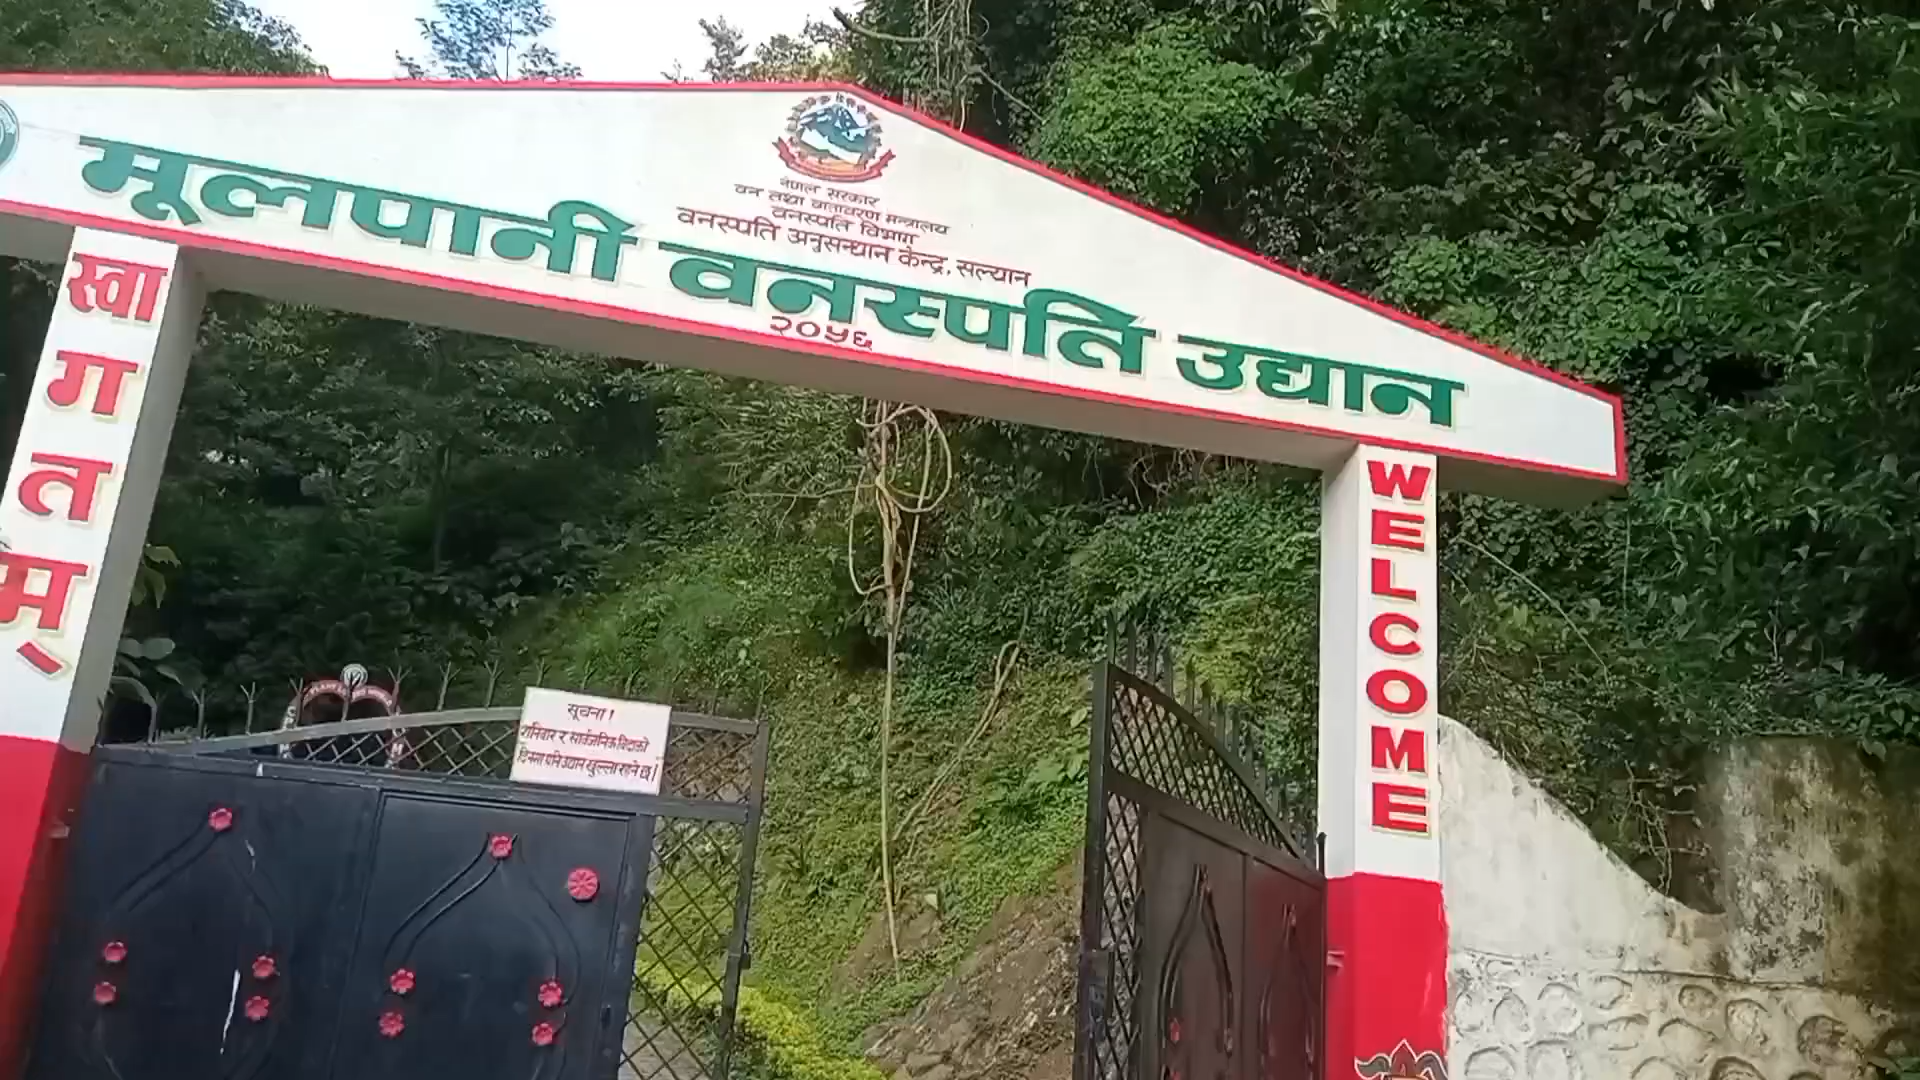 नेपाल सरकार
वन तथा वातावरण मन्त्रालय
वनस्पति विभाग
वनस्पति अनुसन्धान केन्द्र, सल्यान
मूलपानी वनस्पति उद्यान
२०५६
स्वागतम्
WELCOME
सूचना !
शनिवार र सार्वजनिक बिदाको
दिनमा पनि उद्यान खुल्ला रहने छ।